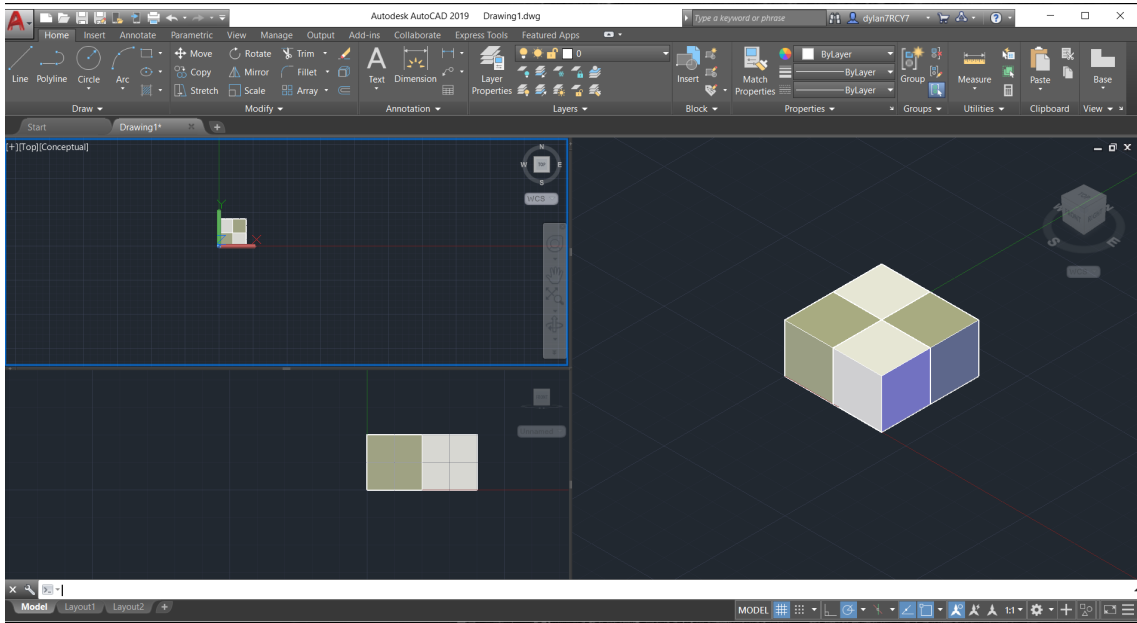 A Autodesk AutoCAD 2019 Drawing1.dwg Type a keyword or phrase dylan7RCY7
Home Insert Annotate Parametric View Manage Output Add-ins Collaborate Express Tools Featured Apps
Move Rotate Trim 0 ByLayer
Copy Mirror Fillet ByLayer
Line Polyline Circle Arc Text Dimension Layer Properties Insert Match Properties Group Measure Paste Base
Stretch Scale Array ByLayer
Draw Modify Annotation Layers Block Properties Groups Utilities Clipboard View
Start Drawing1* +
[+][Top][Conceptual]
N
W TOP E
S
WCS
Y
X
Model Layout1 Layout2 +
MODEL 1:1